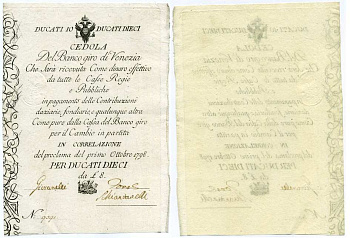 DUCATI 10 DUCATI DIECI
CEDOLA
Del Banco giro di Venezia
Che Sarà ricevuta Come dinaro effettivo
da tutte le Casse Regie
e Pubbliche
in pagamento delle Contribuzioni
daziarie, fondiarie, e qualunque altra
Come pure dalla Cassa del Banco giro
per il Cambio in partita
IN CORRELAZIONE
del proclama del primo Ottobre 1798.
PER DUCATI DIECI
da £ 8.
N.º